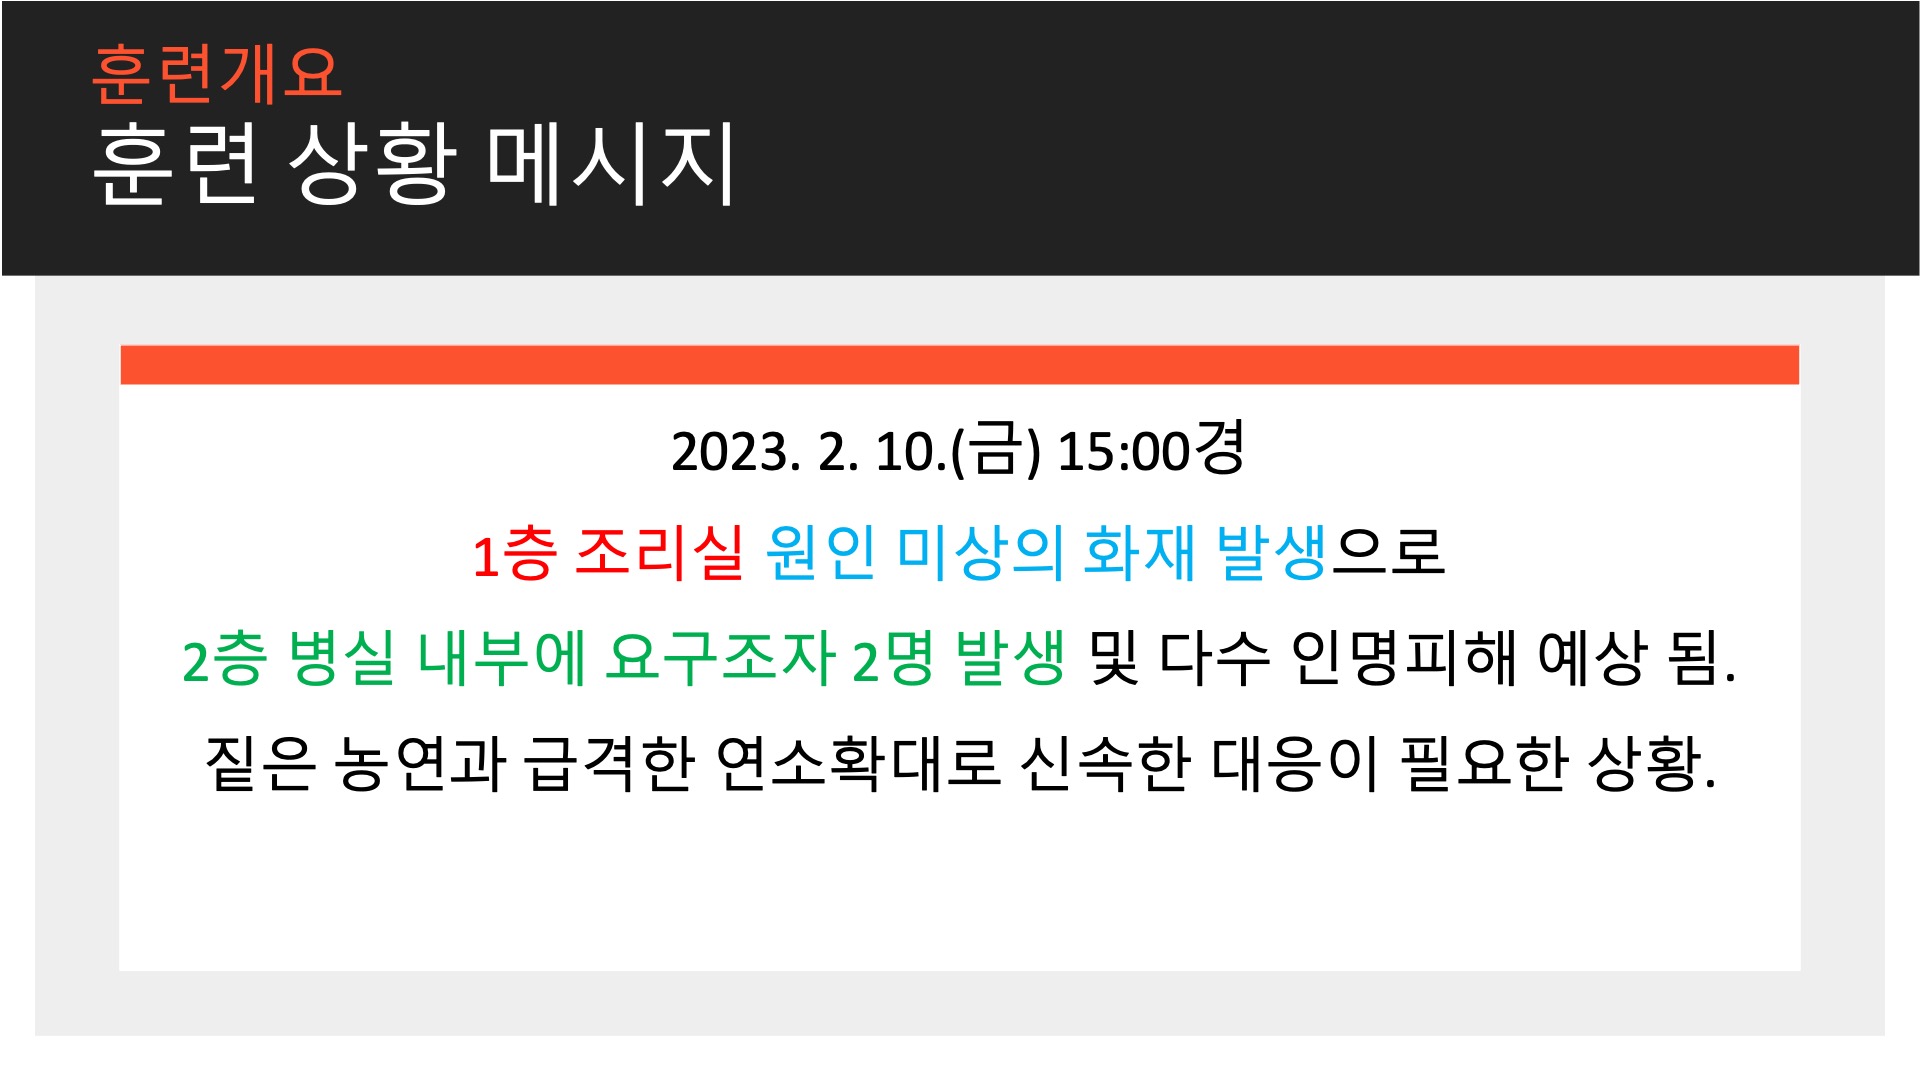 훈련개요
훈련 상황 메시지
2023. 2. 10.(금) 15:00경
1층 조리실 원인 미상의 화재 발생으로
2층 병실 내부에 요구조자 2명 발생 및 다수 인명피해 예상 됨.
짙은 농연과 급격한 연소확대로 신속한 대응이 필요한 상황.